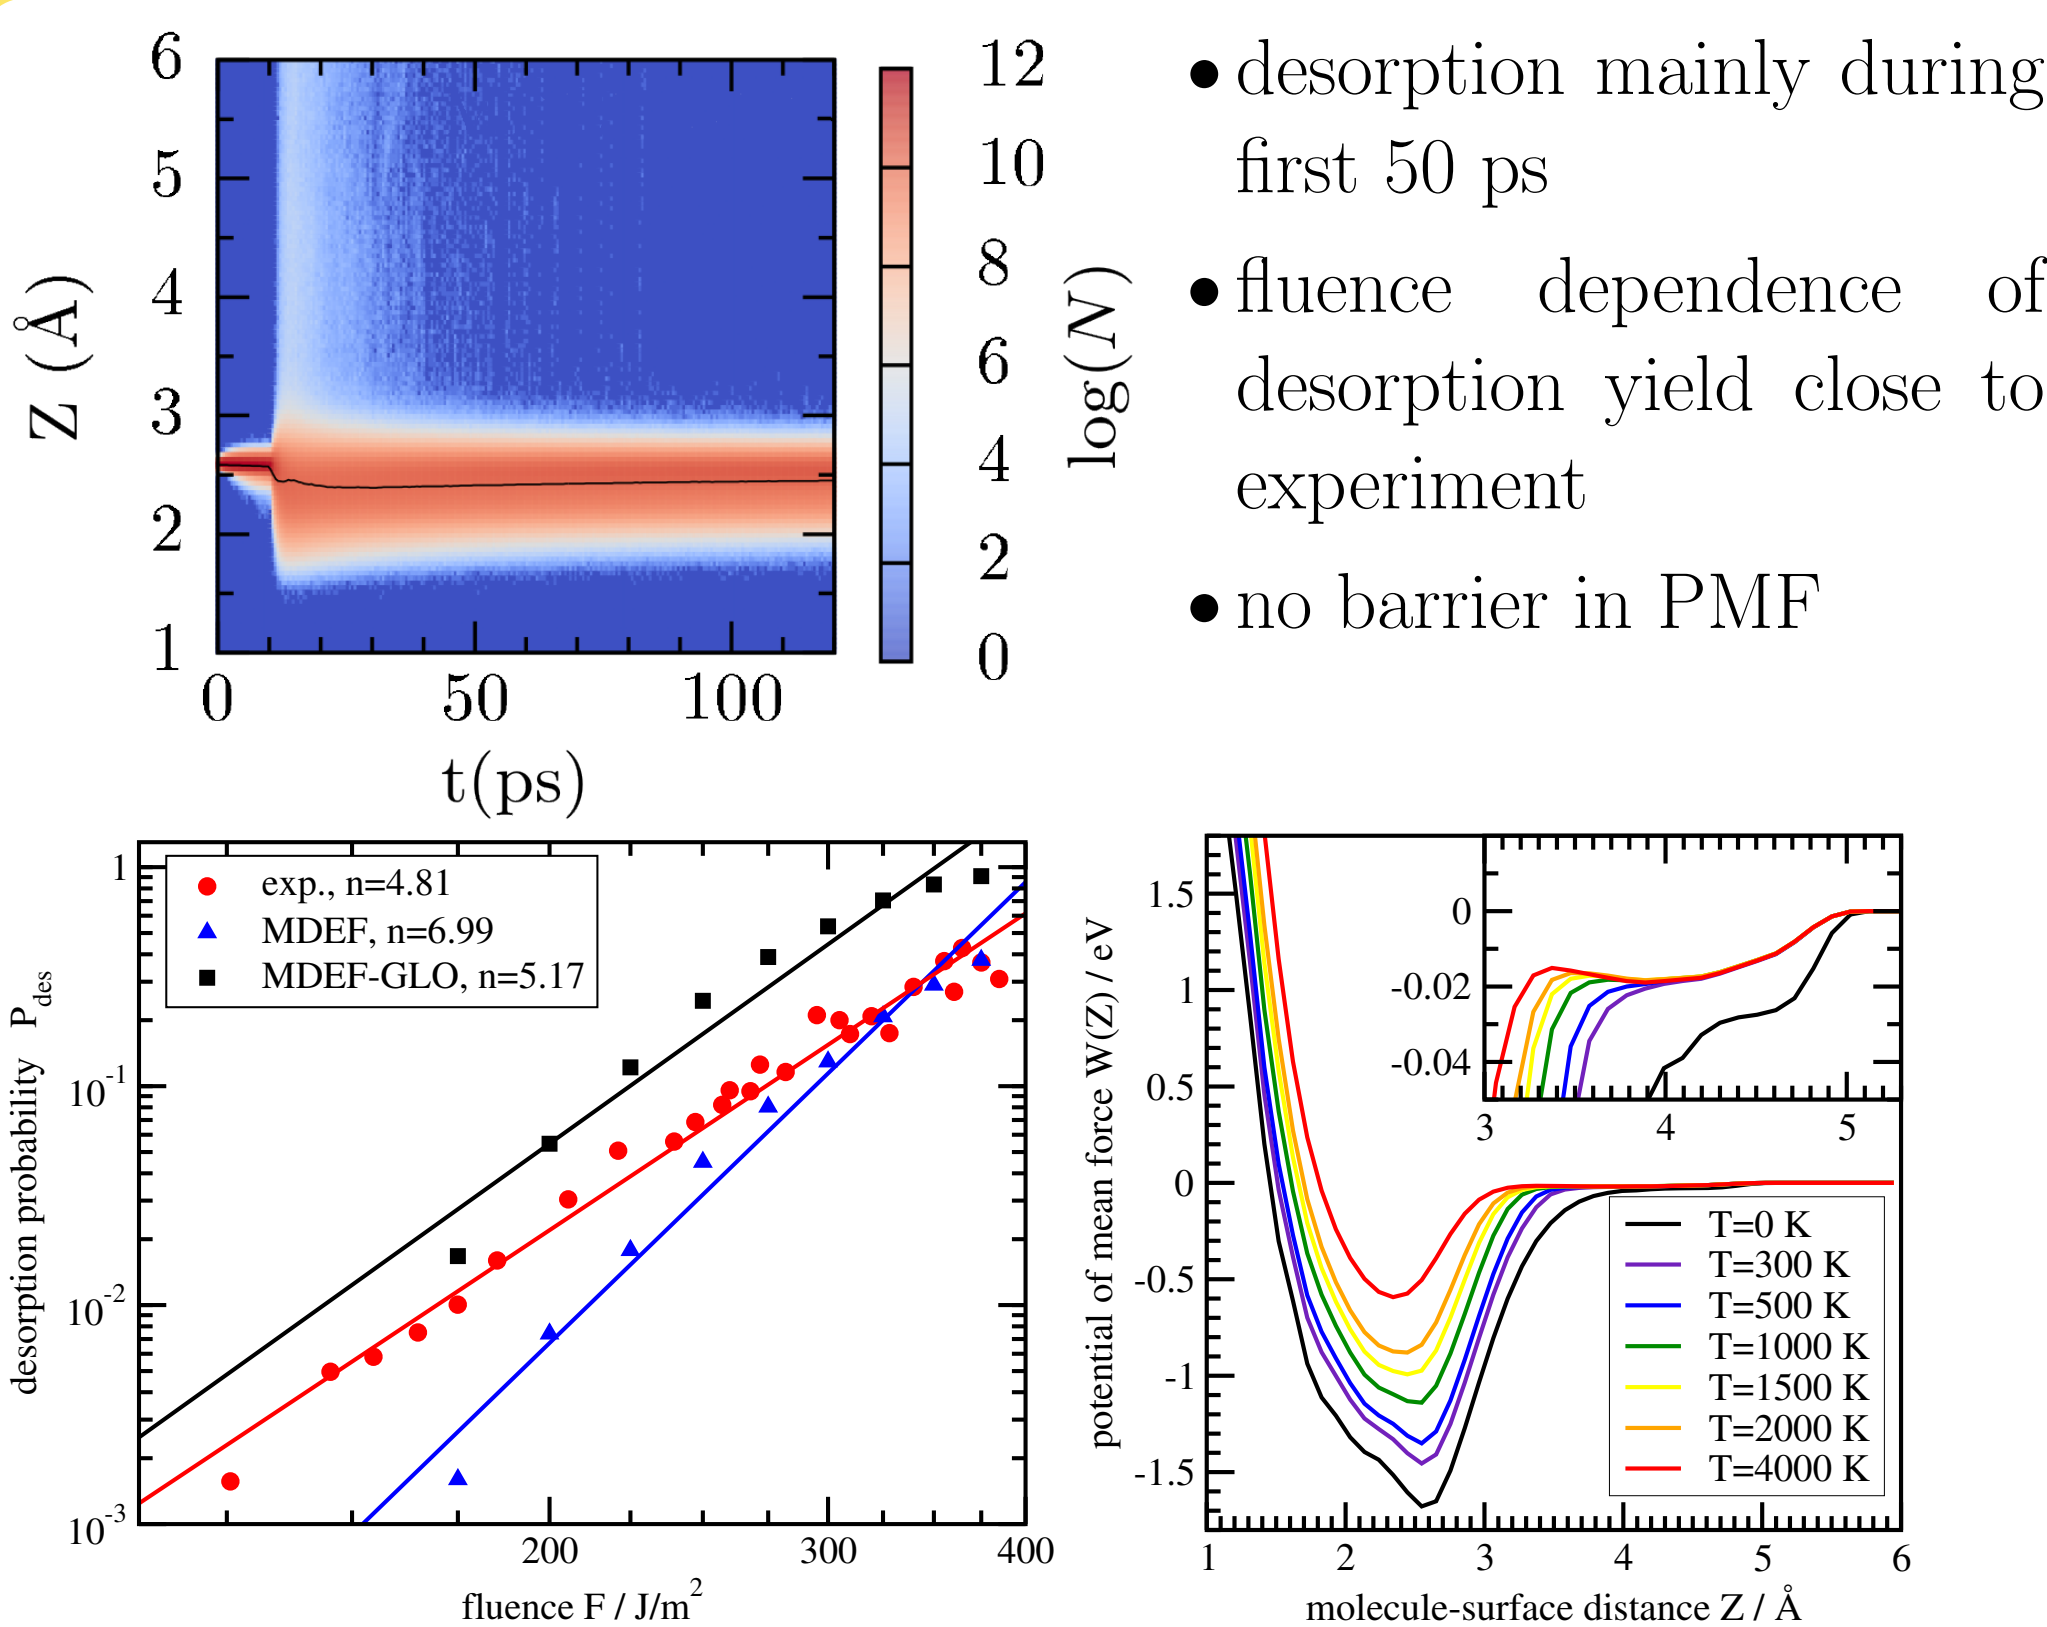 6
5
4
3
2
1
Z (Å)
0
50
100
t(ps)
12
10
8
6
4
2
0
log(N)
• desorption mainly during
first 50 ps
• fluence dependence of
desorption yield close to
experiment
• no barrier in PMF
exp., n=4.81
MDEF, n=6.99
MDEF-GLO, n=5.17
1
10⁻¹
10⁻²
10⁻³
desorption probability P_des
200
300
400
fluence F / J/m²
1.5
1
0.5
0
-0.5
-1
-1.5
potential of mean force W(Z) / eV
0
-0.02
-0.04
3
4
5
T=0 K
T=300 K
T=500 K
T=1000 K
T=1500 K
T=2000 K
T=4000 K
1
2
3
4
5
6
molecule-surface distance Z / Å